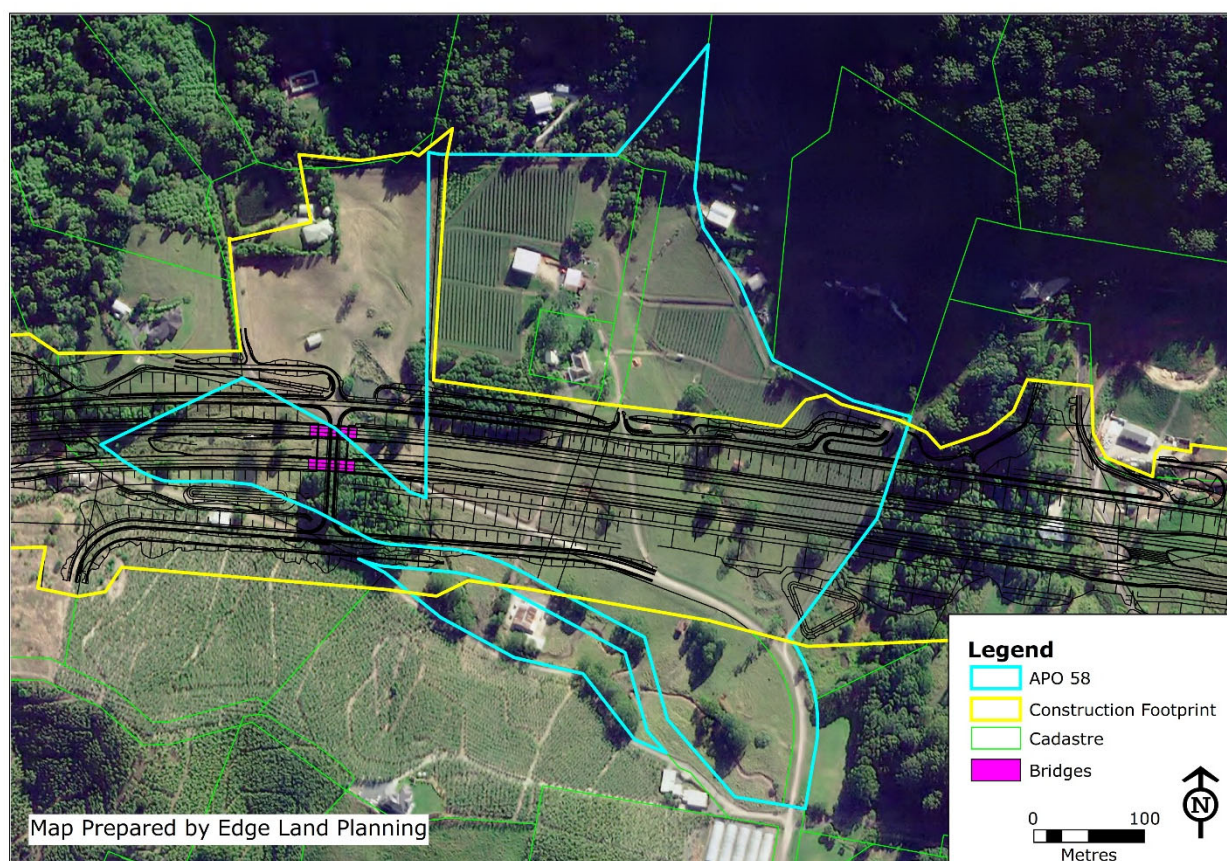 Legend
APO 58
Construction Footprint
Cadastre
Bridges
N
0 100
Metres
Map Prepared by Edge Land Planning